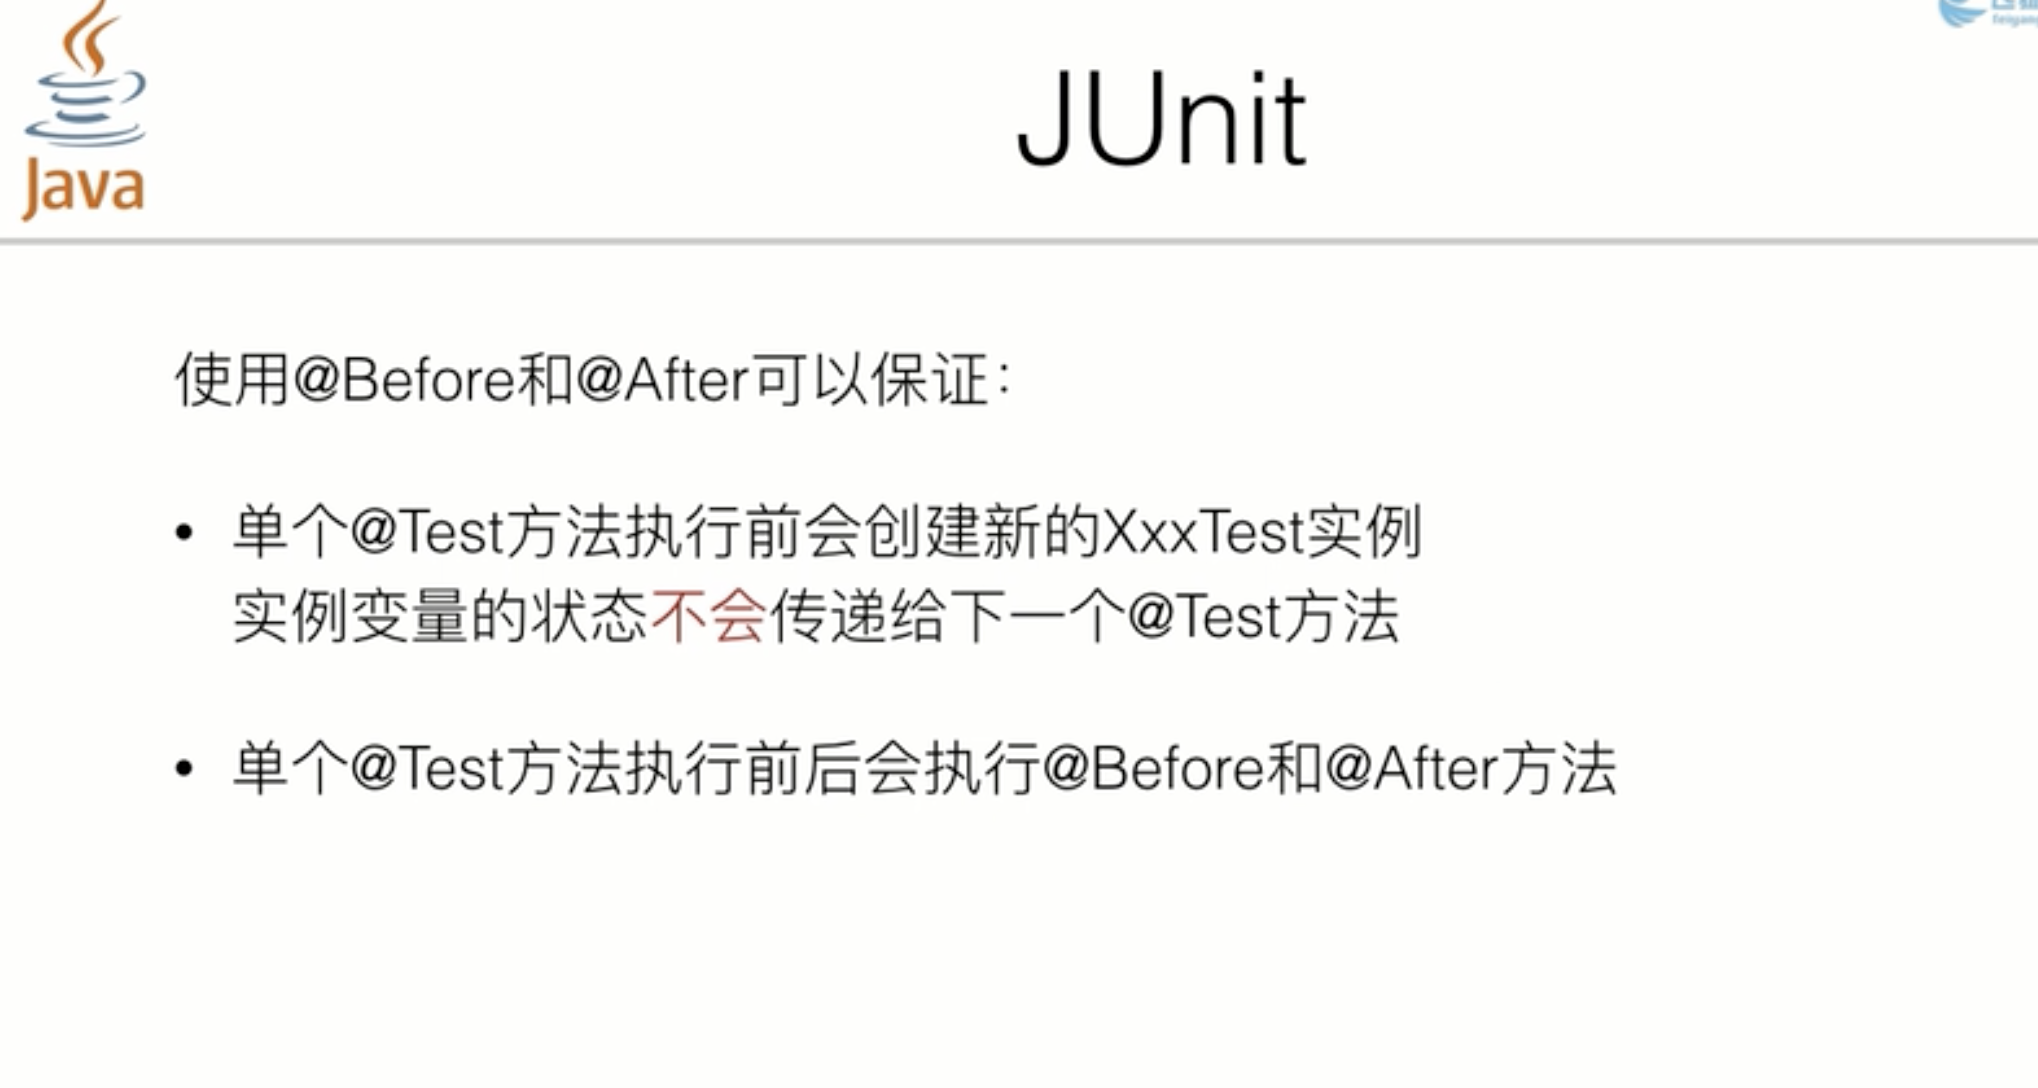 Java
JUnit
使用@Before和@After可以保证：
• 单个@Test方法执行前会创建新的XxxTest实例
实例变量的状态不会传递给下一个@Test方法
• 单个@Test方法执行前后会执行@Before和@After方法